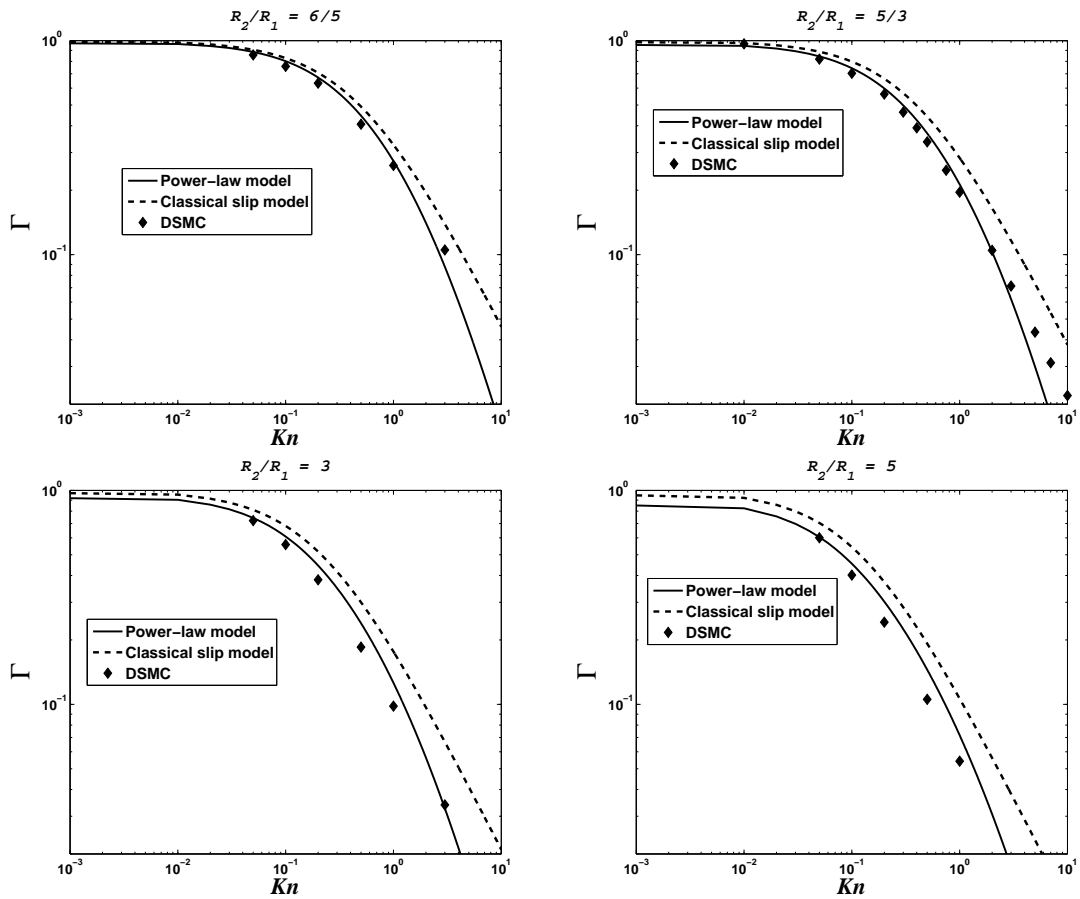 R_2/R_1 = 6/5
10^0
10^-1
Γ
Power-law model
Classical slip model
DSMC
10^-3
10^-2
10^-1
10^0
10^1
Kn
R_2/R_1 = 5/3
10^0
10^-1
Γ
Power-law model
Classical slip model
DSMC
10^-3
10^-2
10^-1
10^0
10^1
Kn
R_2/R_1 = 3
10^0
10^-1
Γ
Power-law model
Classical slip model
DSMC
10^-3
10^-2
10^-1
10^0
10^1
Kn
R_2/R_1 = 5
10^0
10^-1
Γ
Power-law model
Classical slip model
DSMC
10^-3
10^-2
10^-1
10^0
10^1
Kn